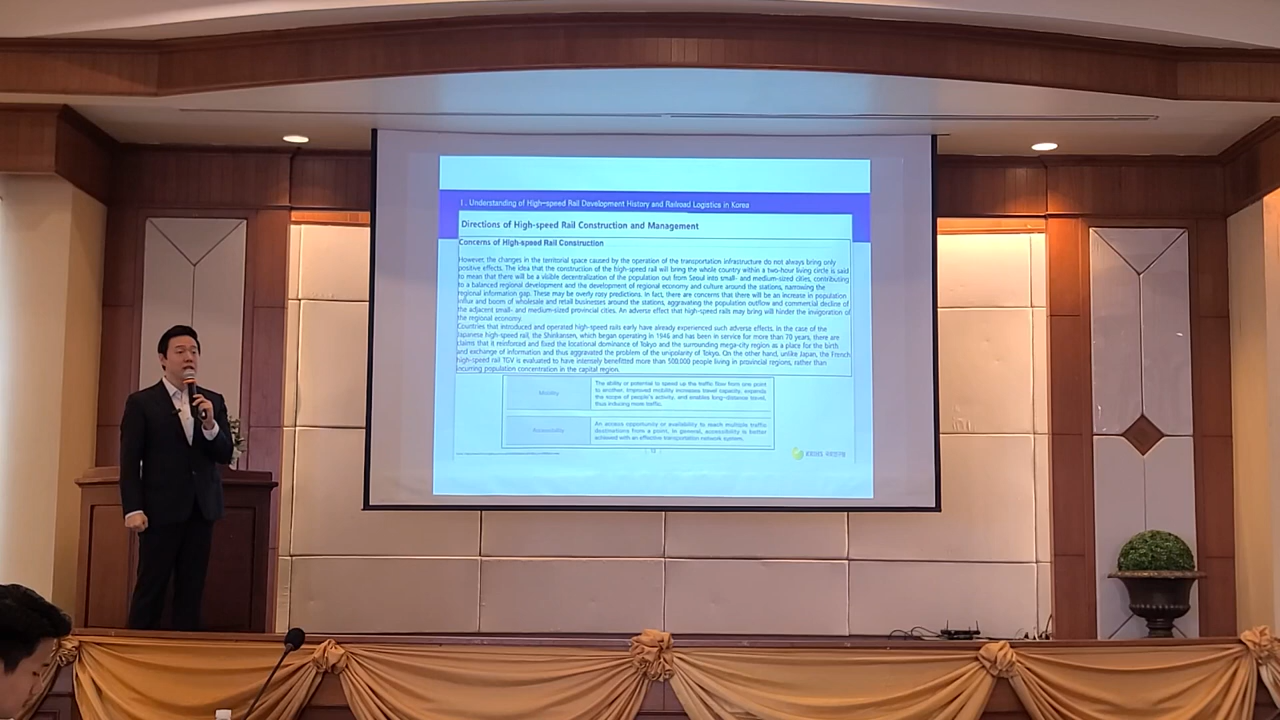 I . Understanding of High-speed Rail Development History and Railroad Logistics in Korea
Directions of High-speed Rail Construction and Management
Concerns of High-speed Rail Construction
However, the changes in the territorial space caused by the operation of the transportation infrastructure do not always bring only
positive effects. The idea that the construction of the high-speed rail will bring the whole country within a two-hour living circle is said
to mean that there will be a visible decentralization of the population out from Seoul into small- and medium-sized cities, contributing
to a balanced regional development and the development of regional economy and culture around the stations, narrowing the
regional information gap. These may be overly rosy predictions. In fact, there are concerns that there will be an increase in population
influx and boom of wholesale and retail businesses around the stations, aggravating the population outflow and commercial decline of
the adjacent small- and medium-sized provincial cities. An adverse effect that high-speed rails may bring will hinder the invigoration of
the regional economy.
Countries that introduced and operated high-speed rails early have already experienced such adverse effects. In the case of the
Japanese high-speed rail, the Shinkansen, which began operating in 1946 and has been in service for more than 70 years, there are
claims that it reinforced and fixed the locational dominance of Tokyo and the surrounding mega-city region as a place for the birth
and exchange of information and thus aggravated the problem of the unipolarity of Tokyo. On the other hand, unlike Japan, the French
high-speed rail TGV is evaluated to have intensely benefitted more than 500,000 people living in provincial regions, rather than
incurring population concentration in the capital region.
Mobility
The ability or potential to speed up the traffic flow from one point
to another. Improved mobility increases travel capacity, expands
the scope of people's activity, and enables long-distance travel,
thus inducing more traffic.
Accessibility
An access opportunity or availability to reach multiple traffic
destinations from a point. In general, accessibility is better
achieved with an effective transportation network system.